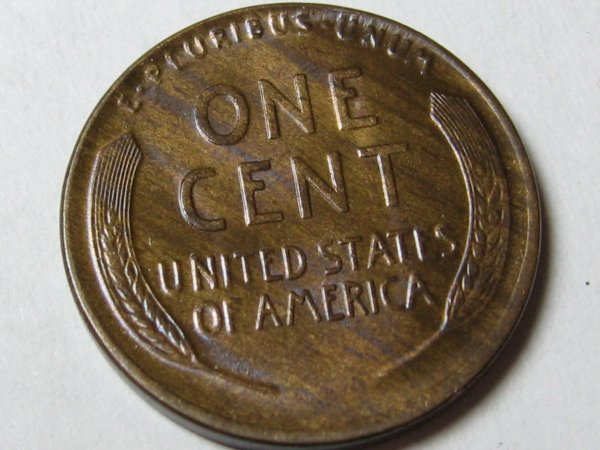 E·PLURIBUS·UNUM
ONE
CENT
UNITED STATES
OF AMERICA